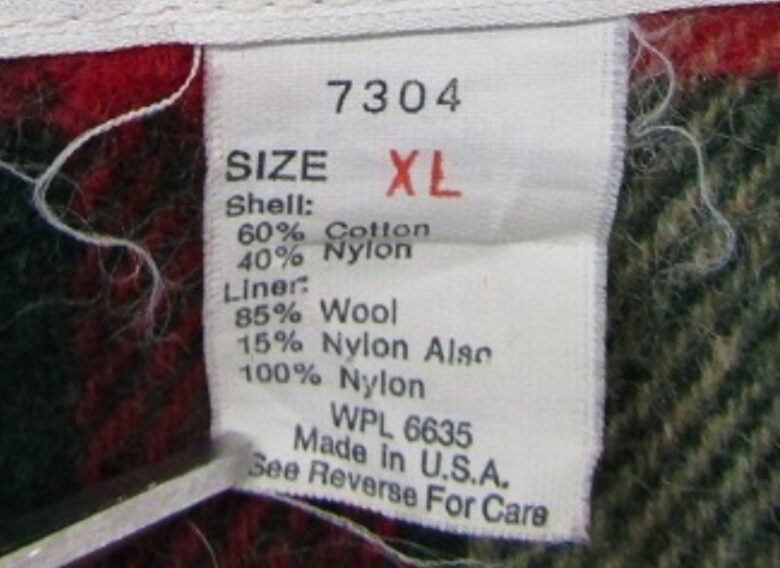 7304
SIZE XL
Shell:
60% Cotton
40% Nylon
Liner:
85% Wool
15% Nylon Also
100% Nylon
WPL 6635
Made in U.S.A.
See Reverse For Care